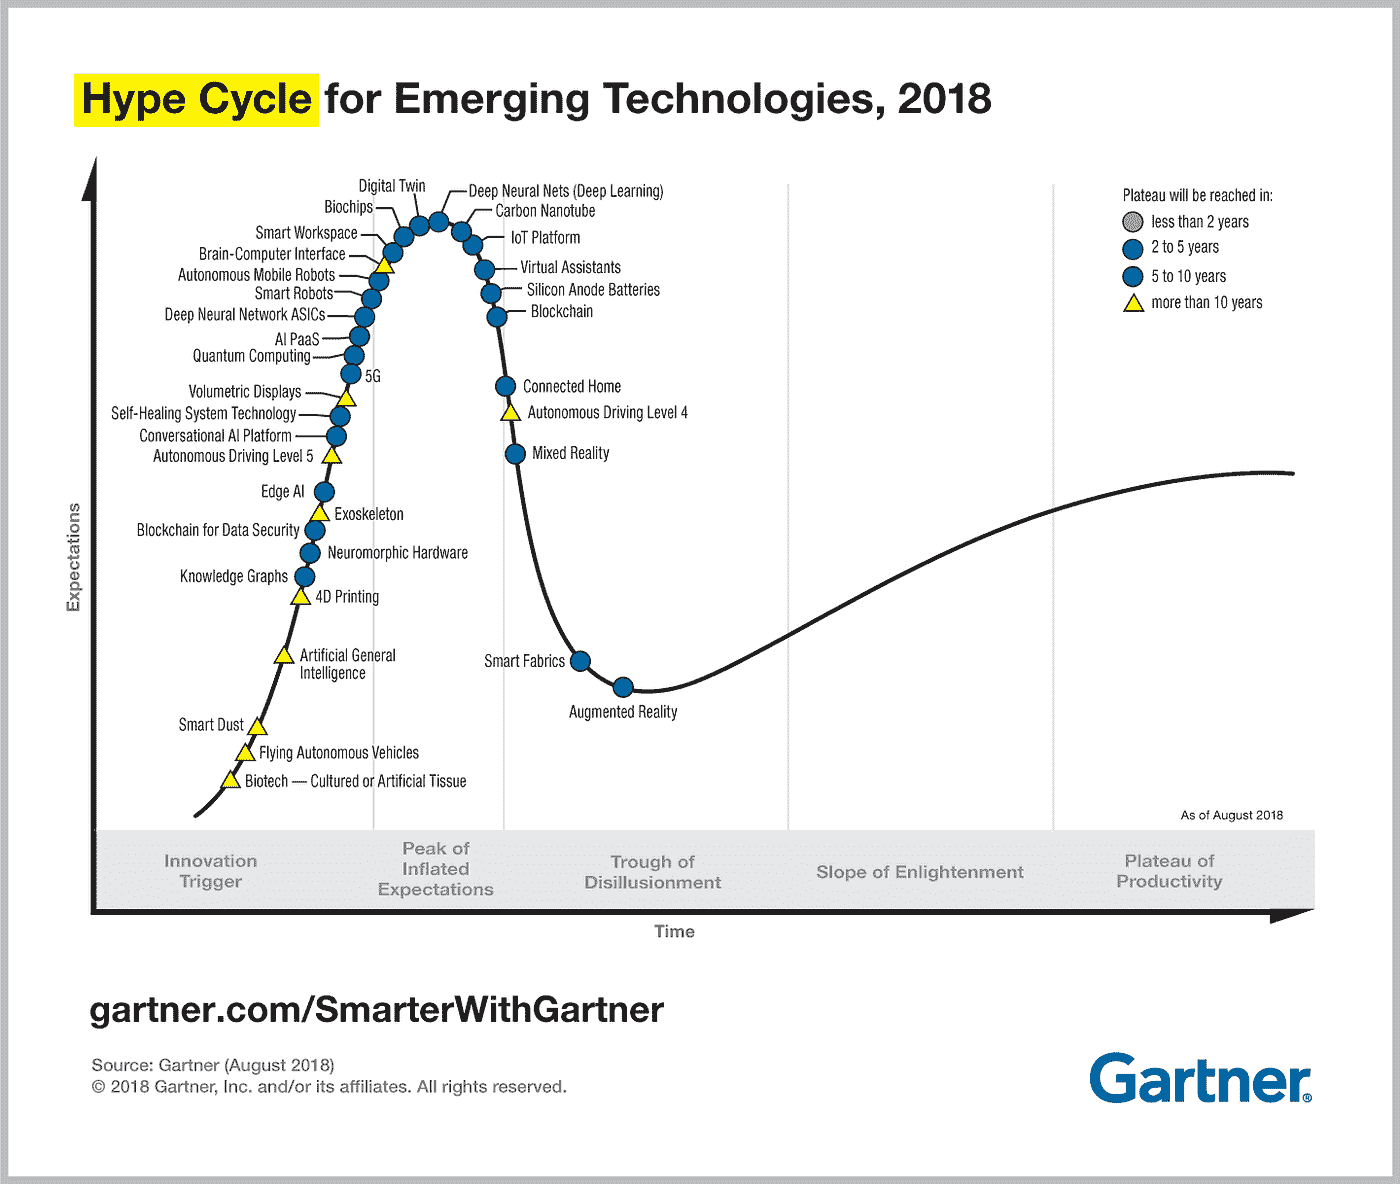 Hype Cycle for Emerging Technologies, 2018
Plateau will be reached in:
less than 2 years
2 to 5 years
5 to 10 years
more than 10 years
Expectations
Digital Twin
Biochips
Smart Workspace
Brain-Computer Interface
Autonomous Mobile Robots
Smart Robots
Deep Neural Network ASICs
AI PaaS
Quantum Computing
5G
Volumetric Displays
Self-Healing System Technology
Conversational AI Platform
Autonomous Driving Level 5
Edge AI
Exoskeleton
Blockchain for Data Security
Neuromorphic Hardware
Knowledge Graphs
4D Printing
Artificial General
Intelligence
Smart Dust
Flying Autonomous Vehicles
Biotech — Cultured or Artificial Tissue
Deep Neural Nets (Deep Learning)
Carbon Nanotube
IoT Platform
Virtual Assistants
Silicon Anode Batteries
Blockchain
Connected Home
Autonomous Driving Level 4
Mixed Reality
Smart Fabrics
Augmented Reality
As of August 2018
Innovation
Trigger
Peak of
Inflated
Expectations
Trough of
Disillusionment
Slope of Enlightenment
Plateau of
Productivity
Time
gartner.com/SmarterWithGartner
Source: Gartner (August 2018)
© 2018 Gartner, Inc. and/or its affiliates. All rights reserved.
Gartner®